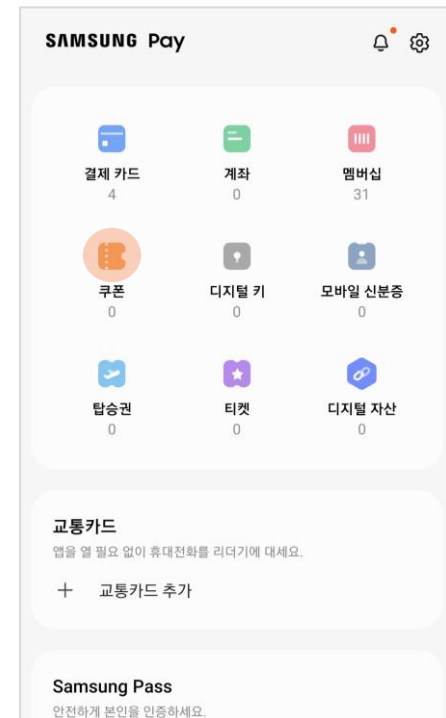 SAMSUNG Pay
결제 카드 계좌 멤버십
4 0 31
쿠폰 디지털 키 모바일 신분증
0 0 0
탑승권 티켓 디지털 자산
0 0 0
교통카드
앱을 열 필요 없이 휴대전화를 리더기에 대세요.
+ 교통카드 추가
Samsung Pass
안전하게 본인을 인증하세요.